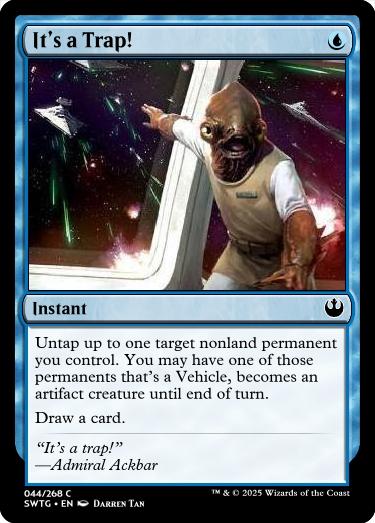 It's a Trap!
Instant
Untap up to one target nonland permanent
you control. You may have one of those
permanents that's a Vehicle, becomes an
artifact creature until end of turn.
Draw a card.
“It's a trap!”
—Admiral Ackbar
044/268 C
SWTG • EN Darren Tan
™ & © 2025 Wizards of the Coast